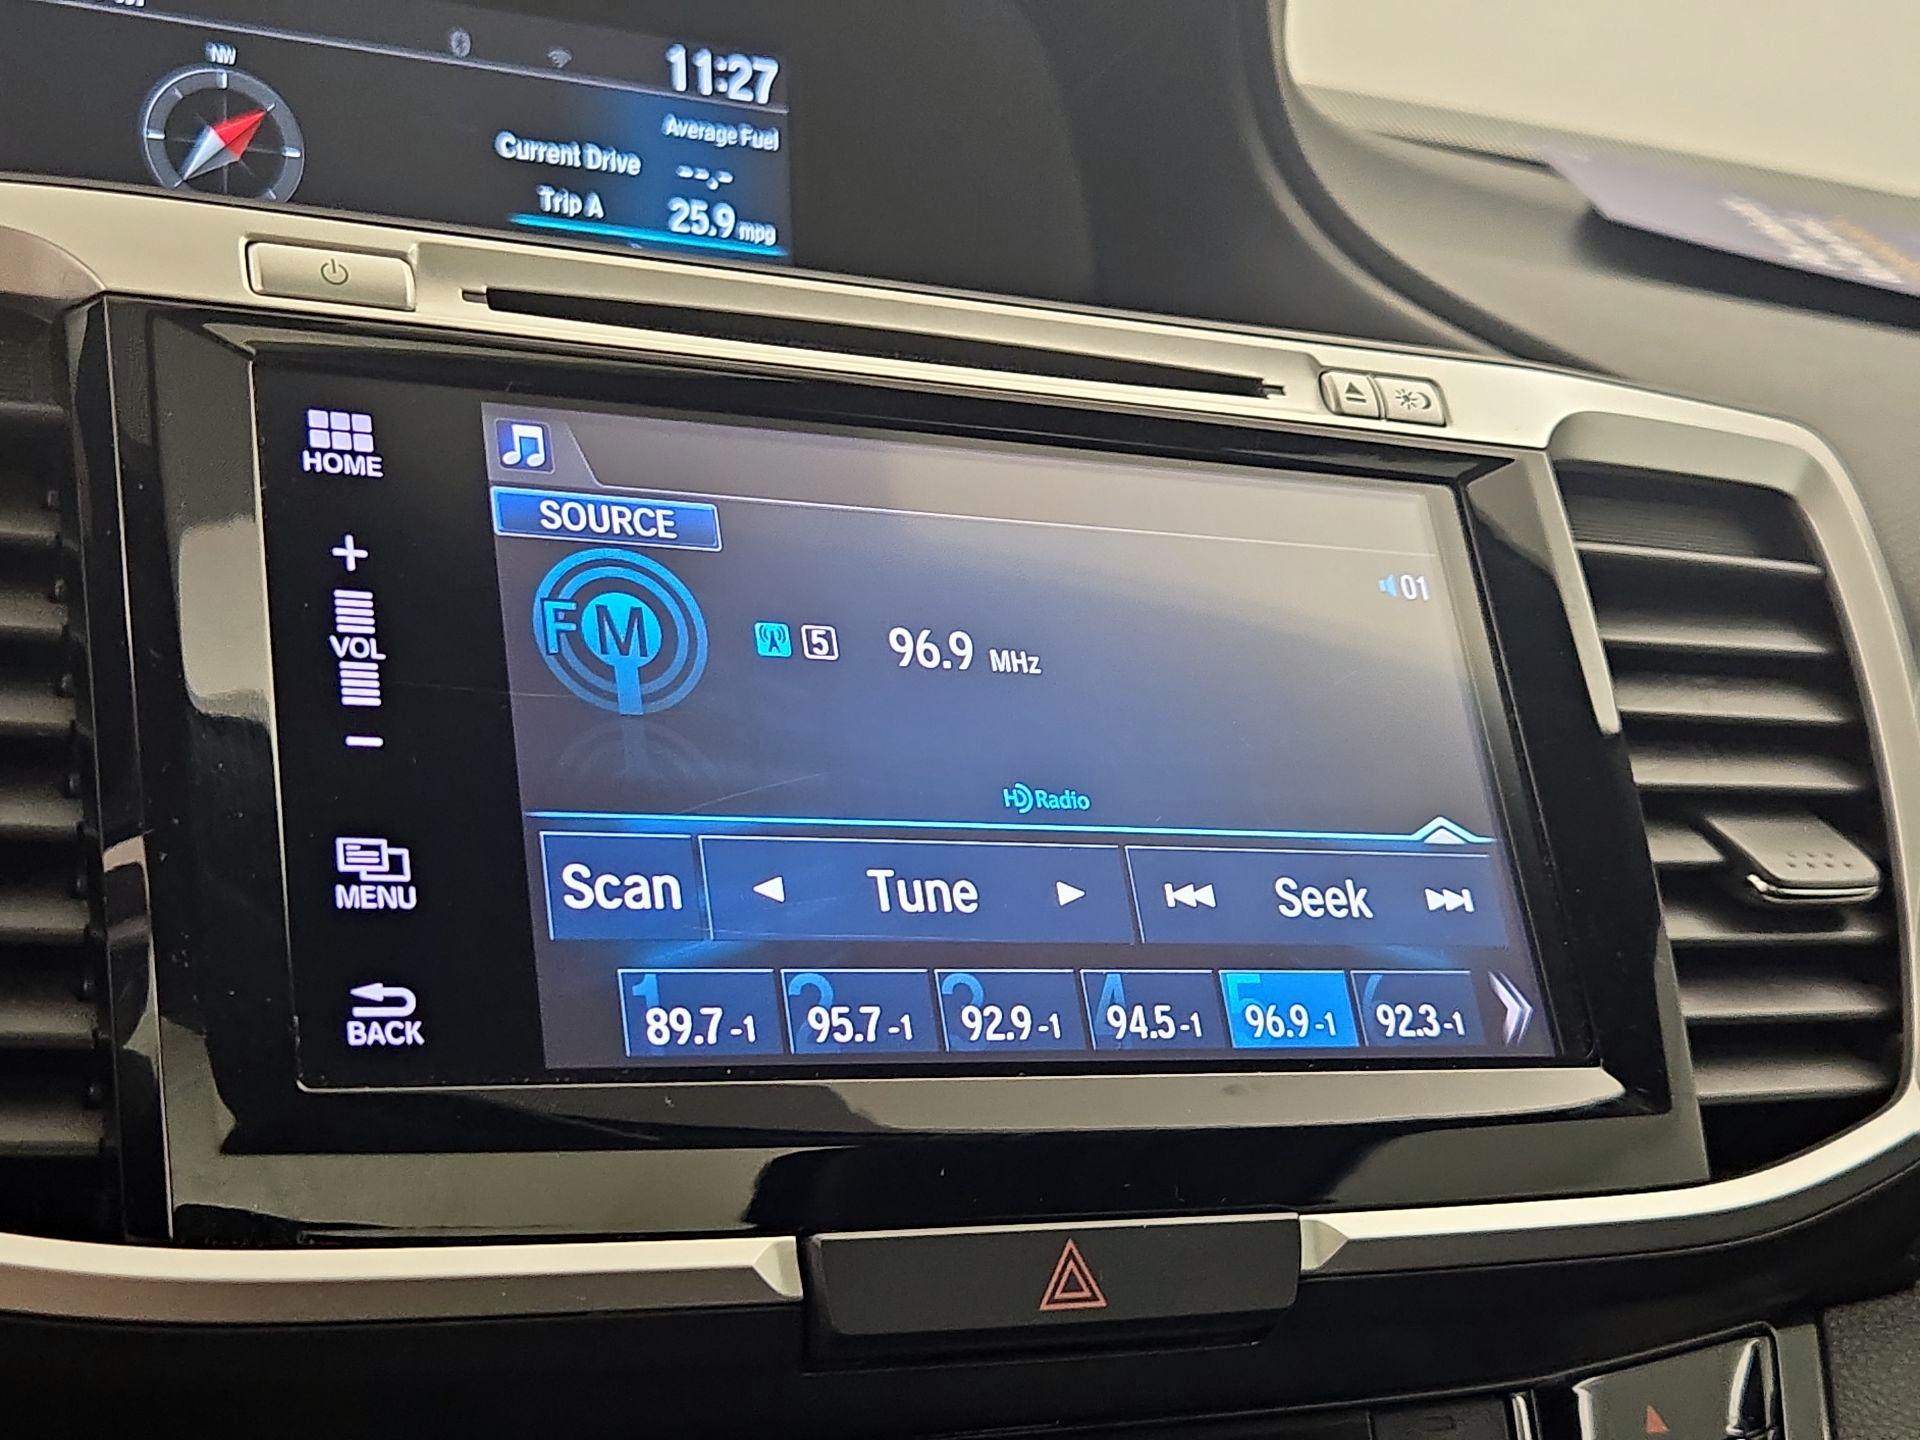 NW
11:27
Average Fuel
Current Drive --.-
Trip A 25.9 mpg
HOME
SOURCE
+
VOL
−
FM
5 96.9 MHz
01
HD Radio
MENU
Scan Tune Seek
BACK
1 89.7-1
2 95.7-1
3 92.9-1
4 94.5-1
5 96.9-1
6 92.3-1